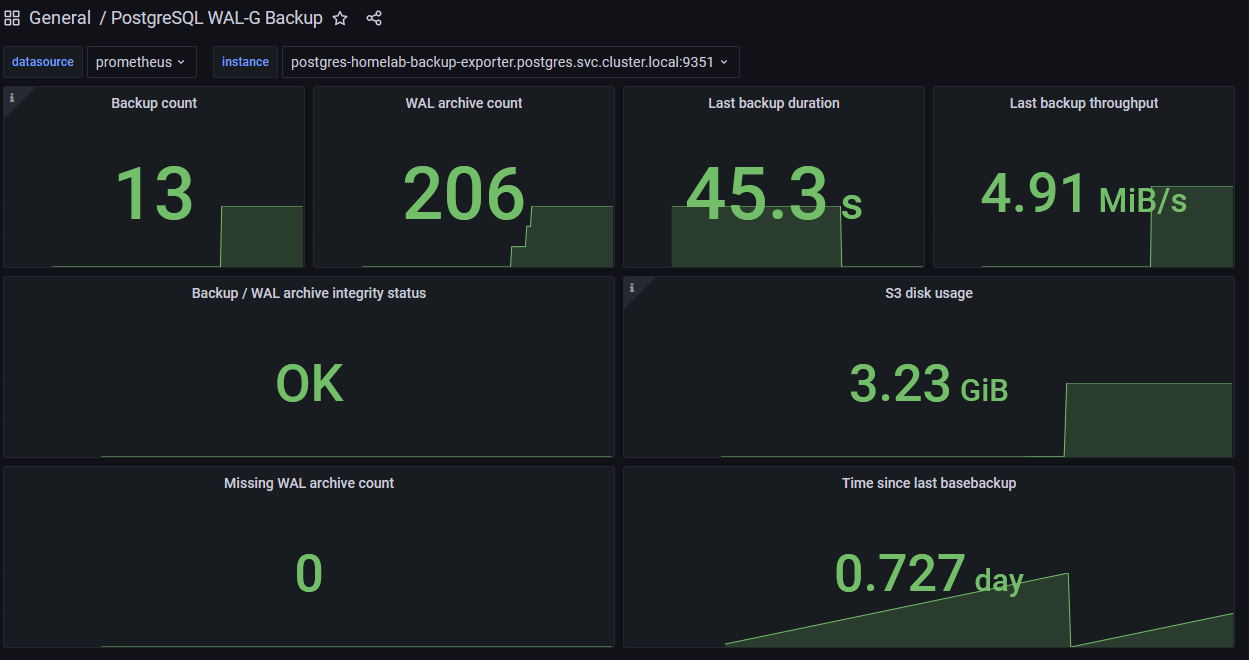 General / PostgreSQL WAL-G Backup
datasource prometheus instance postgres-homelab-backup-exporter.postgres.svc.cluster.local:9351
i Backup count WAL archive count Last backup duration Last backup throughput
13 206 45.3 s 4.91 MiB/s
Backup / WAL archive integrity status i S3 disk usage
OK 3.23 GiB
Missing WAL archive count Time since last basebackup
0 0.727 day